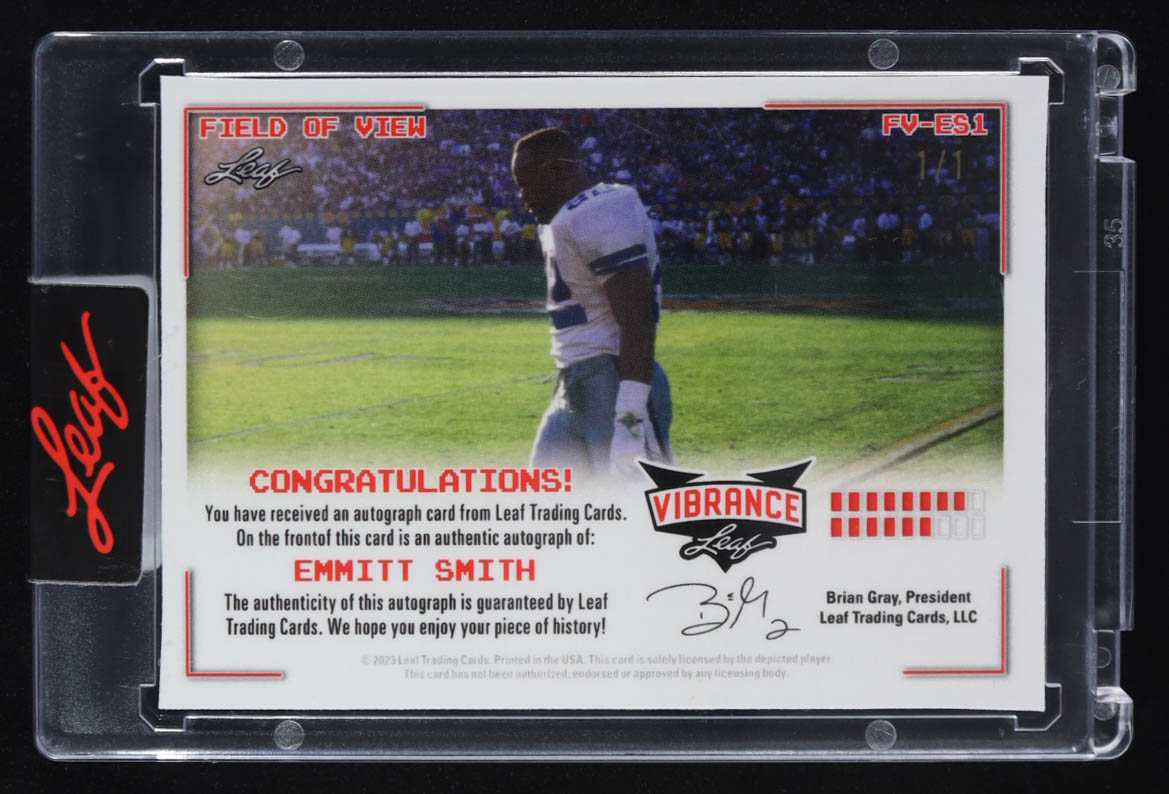 FIELD OF VIEW
FV-ES1
Leaf
1/1
35
Leaf
CONGRATULATIONS!
You have received an autograph card from Leaf Trading Cards.
On the frontof this card is an authentic autograph of:
EMMITT SMITH
The authenticity of this autograph is guaranteed by Leaf
Trading Cards. We hope you enjoy your piece of history!
VIBRANCE
Leaf
Brian Gray, President
Leaf Trading Cards, LLC
© 2023 Leaf Trading Cards. Printed in the USA. This card is solely licensed by the depicted player
This card has not been authorized, endorsed or approved by any licensing body.